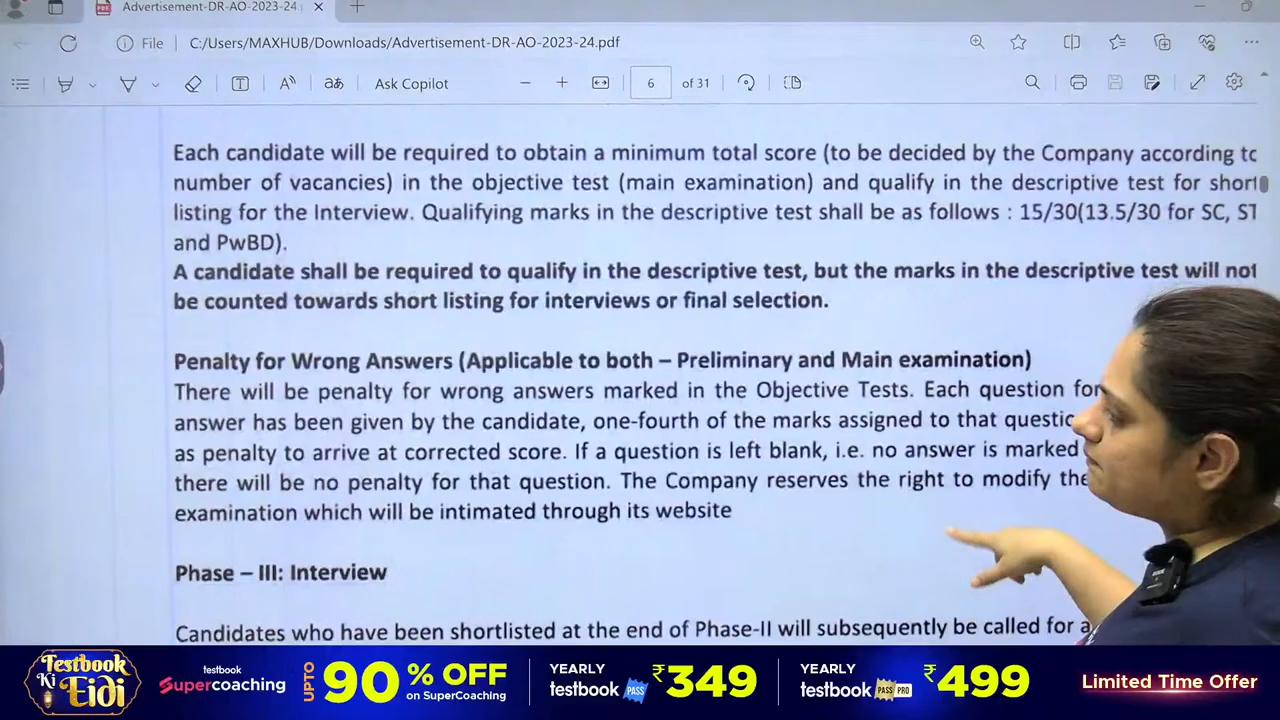 Advertisement-DR-AO-2023-24.
File
C:/Users/MAXHUB/Downloads/Advertisement-DR-AO-2023-24.pdf
Ask Copilot
6 of 31
Each candidate will be required to obtain a minimum total score (to be decided by the Company according to
number of vacancies) in the objective test (main examination) and qualify in the descriptive test for short
listing for the Interview. Qualifying marks in the descriptive test shall be as follows : 15/30(13.5/30 for SC, ST
and PwBD).
A candidate shall be required to qualify in the descriptive test, but the marks in the descriptive test will not
be counted towards short listing for interviews or final selection.
Penalty for Wrong Answers (Applicable to both – Preliminary and Main examination)
There will be penalty for wrong answers marked in the Objective Tests. Each question for
answer has been given by the candidate, one-fourth of the marks assigned to that
as penalty to arrive at corrected score. If a question is left blank, i.e. no answer is marked
there will be no penalty for that question. The Company reserves the right to modify the
examination which will be intimated through its website
Phase – III: Interview
Candidates who have been shortlisted at the end of Phase-II will subsequently be called for a
Testbook Ki Eidi
testbook Supercoaching
UPTO 90% OFF on SuperCoaching
YEARLY testbook PASS ₹349
YEARLY testbook PASS PRO ₹499
Limited Time Offer